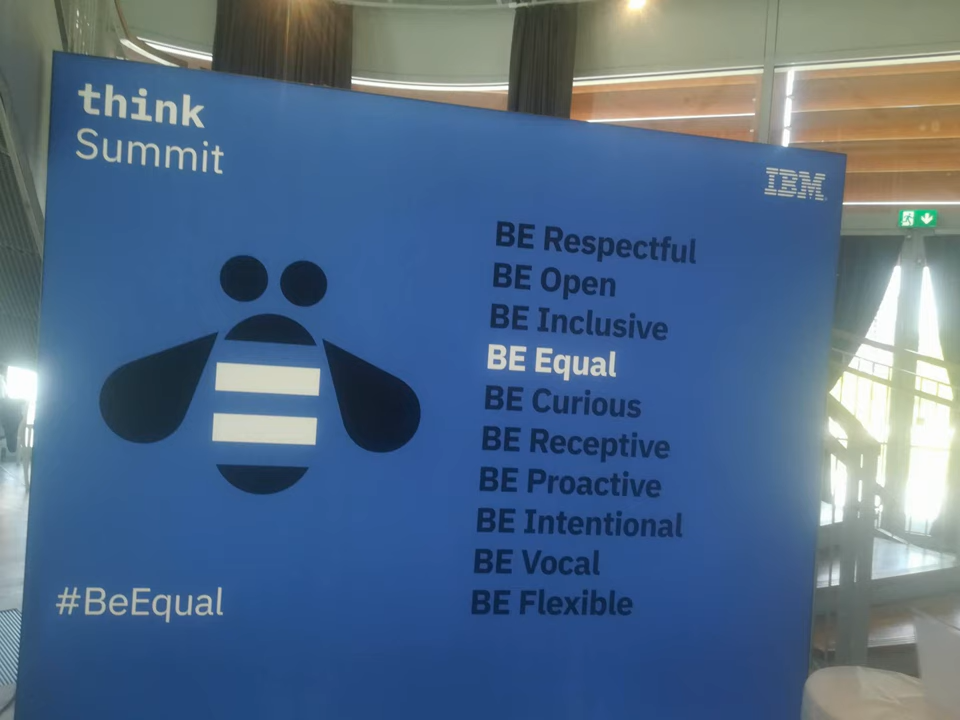 think
Summit
IBM
BE Respectful
BE Open
BE Inclusive
BE Equal
BE Curious
BE Receptive
BE Proactive
BE Intentional
BE Vocal
BE Flexible
#BeEqual